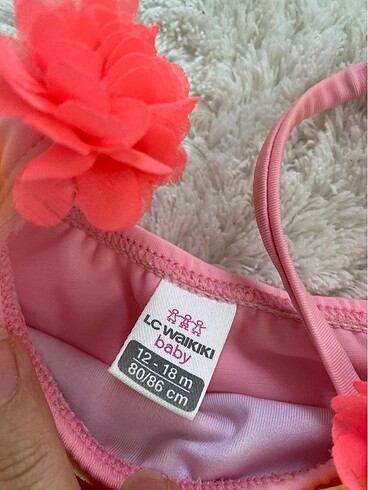 LC WAIKIKI
baby
12 - 18 m
80/86 cm